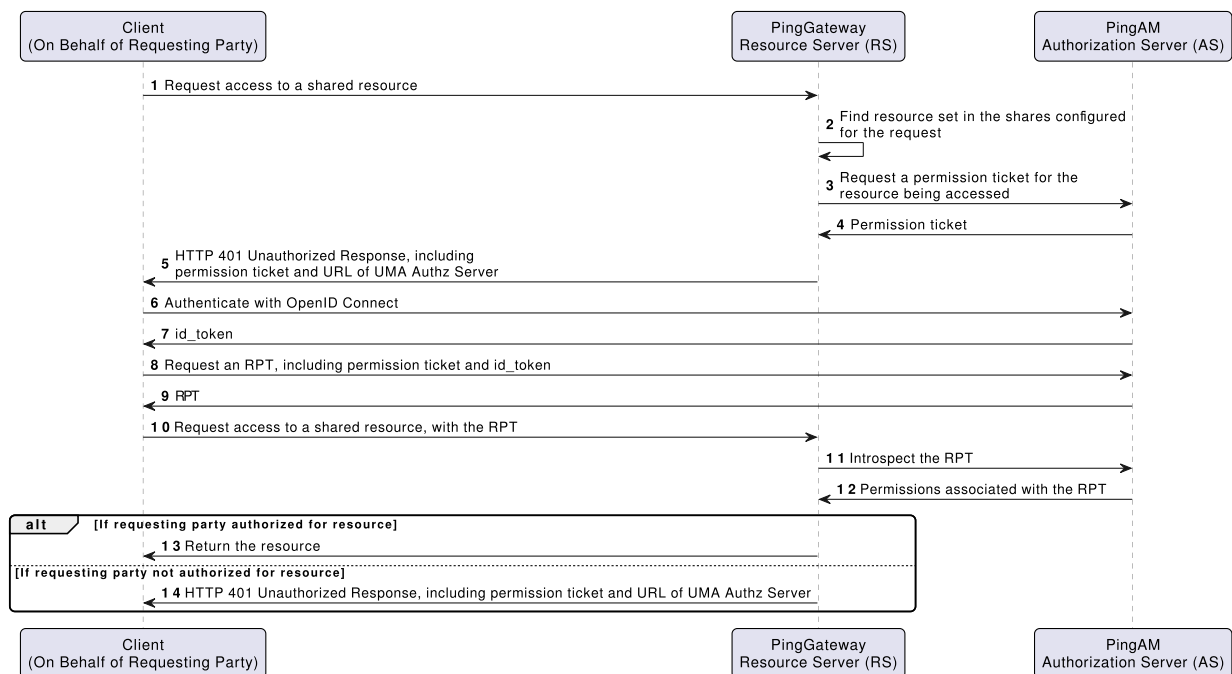 Client
(On Behalf of Requesting Party)
PingGateway
Resource Server (RS)
PingAM
Authorization Server (AS)
1 Request access to a shared resource
2 Find resource set in the shares configured
for the request
3 Request a permission ticket for the
resource being accessed
4 Permission ticket
5 HTTP 401 Unauthorized Response, including
permission ticket and URL of UMA Authz Server
6 Authenticate with OpenID Connect
7 id_token
8 Request an RPT, including permission ticket and id_token
9 RPT
10 Request access to a shared resource, with the RPT
11 Introspect the RPT
12 Permissions associated with the RPT
alt [If requesting party authorized for resource]
13 Return the resource
[If requesting party not authorized for resource]
14 HTTP 401 Unauthorized Response, including permission ticket and URL of UMA Authz Server
Client
(On Behalf of Requesting Party)
PingGateway
Resource Server (RS)
PingAM
Authorization Server (AS)